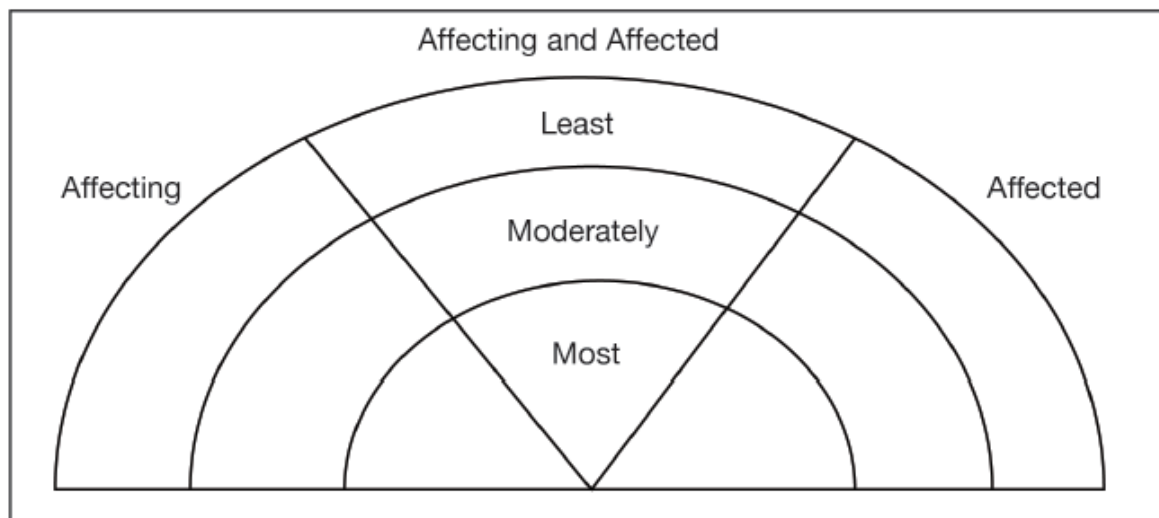 Affecting and Affected
Least
Affecting
Affected
Moderately
Most